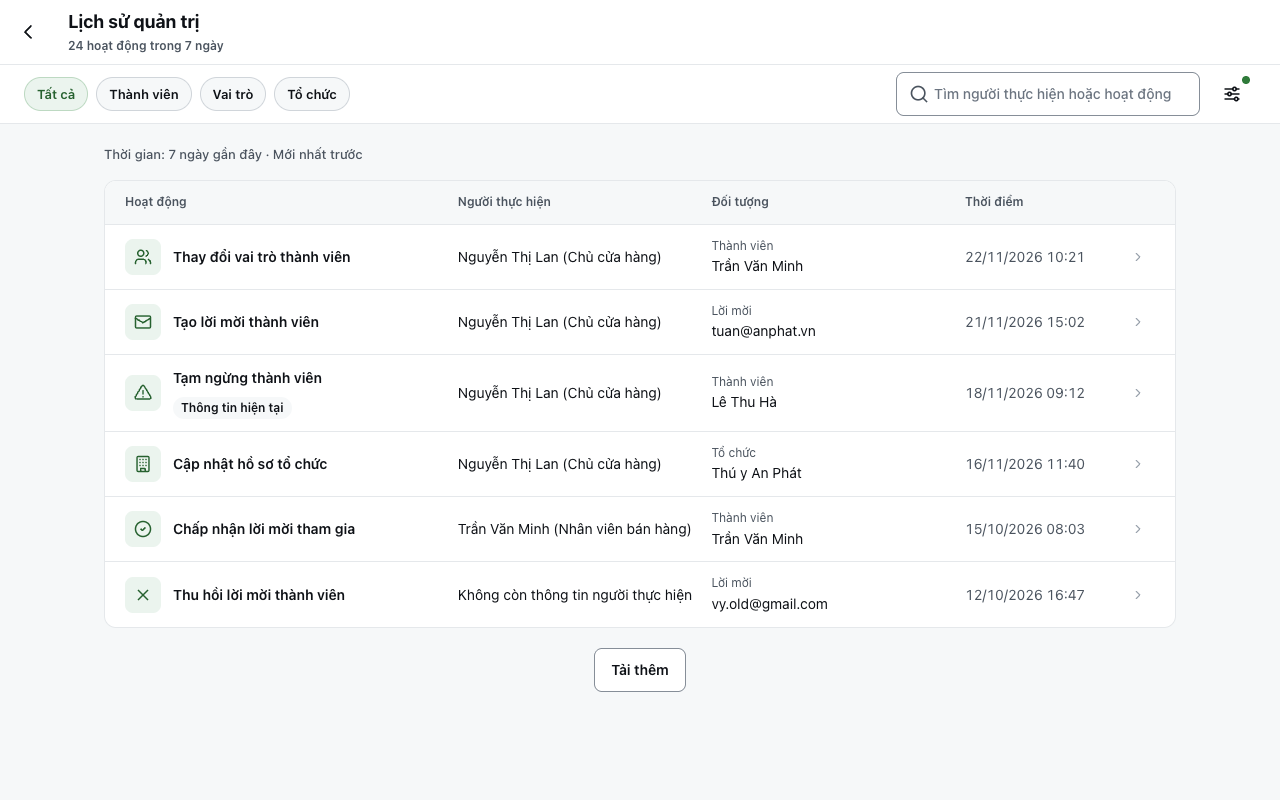 Lịch sử quản trị
24 hoạt động trong 7 ngày
Tất cả
Thành viên
Vai trò
Tổ chức
Tìm người thực hiện hoặc hoạt động
Thời gian: 7 ngày gần đây · Mới nhất trước
Hoạt động
Người thực hiện
Đối tượng
Thời điểm
Thay đổi vai trò thành viên
Nguyễn Thị Lan (Chủ cửa hàng)
Thành viên
Trần Văn Minh
22/11/2026 10:21
Tạo lời mời thành viên
Nguyễn Thị Lan (Chủ cửa hàng)
Lời mời
tuan@anphat.vn
21/11/2026 15:02
Tạm ngừng thành viên
Thông tin hiện tại
Nguyễn Thị Lan (Chủ cửa hàng)
Thành viên
Lê Thu Hà
18/11/2026 09:12
Cập nhật hồ sơ tổ chức
Nguyễn Thị Lan (Chủ cửa hàng)
Tổ chức
Thú y An Phát
16/11/2026 11:40
Chấp nhận lời mời tham gia
Trần Văn Minh (Nhân viên bán hàng)
Thành viên
Trần Văn Minh
15/10/2026 08:03
Thu hồi lời mời thành viên
Không còn thông tin người thực hiện
Lời mời
vy.old@gmail.com
12/10/2026 16:47
Tải thêm